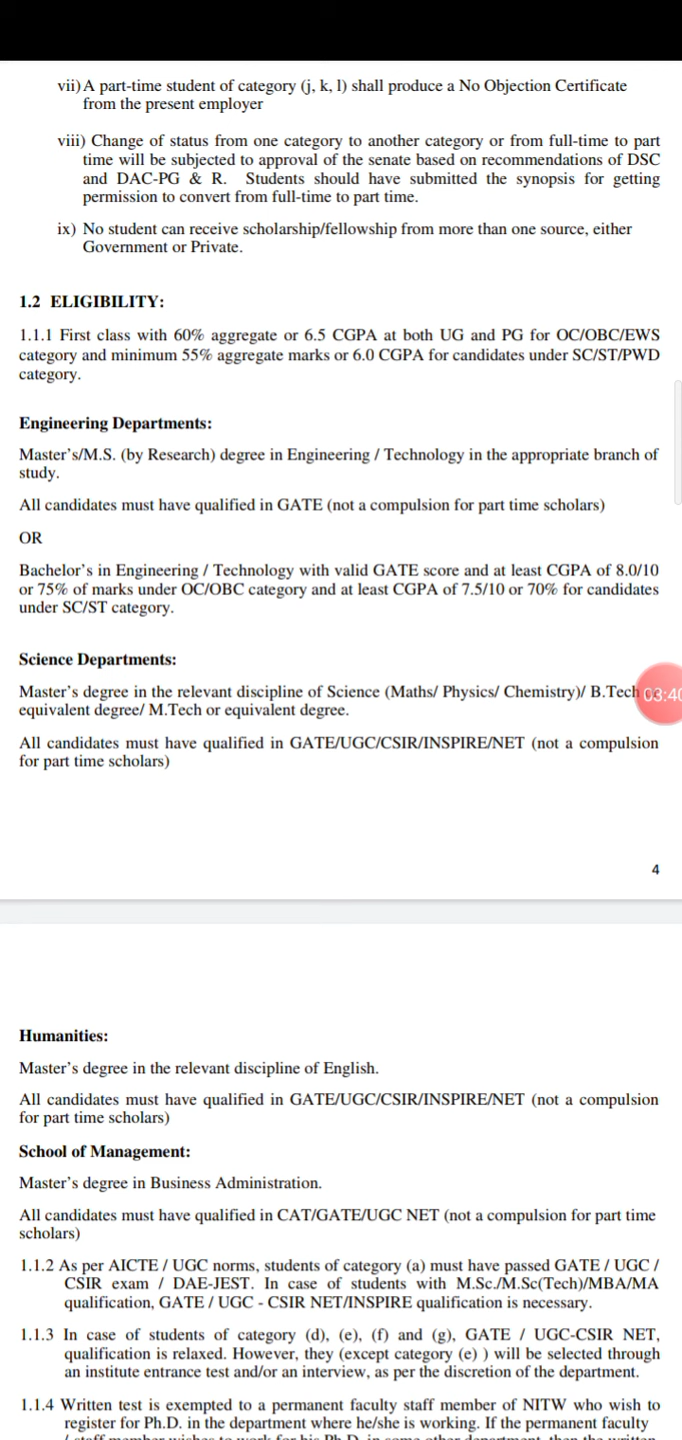 vii) A part-time student of category (j, k, l) shall produce a No Objection Certificate
from the present employer
viii) Change of status from one category to another category or from full-time to part
time will be subjected to approval of the senate based on recommendations of DSC
and DAC-PG & R. Students should have submitted the synopsis for getting
permission to convert from full-time to part time.
ix) No student can receive scholarship/fellowship from more than one source, either
Government or Private.
1.2 ELIGIBILITY:
1.1.1 First class with 60% aggregate or 6.5 CGPA at both UG and PG for OC/OBC/EWS
category and minimum 55% aggregate marks or 6.0 CGPA for candidates under SC/ST/PWD
category.
Engineering Departments:
Master's/M.S. (by Research) degree in Engineering / Technology in the appropriate branch of
study.
All candidates must have qualified in GATE (not a compulsion for part time scholars)
OR
Bachelor's in Engineering / Technology with valid GATE score and at least CGPA of 8.0/10
or 75% of marks under OC/OBC category and at least CGPA of 7.5/10 or 70% for candidates
under SC/ST category.
Science Departments:
Master's degree in the relevant discipline of Science (Maths/ Physics/ Chemistry)/ B.Tech
03:40
equivalent degree/ M.Tech or equivalent degree.
All candidates must have qualified in GATE/UGC/CSIR/INSPIRE/NET (not a compulsion
for part time scholars)
4
Humanities:
Master's degree in the relevant discipline of English.
All candidates must have qualified in GATE/UGC/CSIR/INSPIRE/NET (not a compulsion
for part time scholars)
School of Management:
Master's degree in Business Administration.
All candidates must have qualified in CAT/GATE/UGC NET (not a compulsion for part time
scholars)
1.1.2 As per AICTE / UGC norms, students of category (a) must have passed GATE / UGC /
CSIR exam / DAE-JEST. In case of students with M.Sc./M.Sc(Tech)/MBA/MA
qualification, GATE / UGC - CSIR NET/INSPIRE qualification is necessary.
1.1.3 In case of students of category (d), (e), (f) and (g), GATE / UGC-CSIR NET,
qualification is relaxed. However, they (except category (e) ) will be selected through
an institute entrance test and/or an interview, as per the discretion of the department.
1.1.4 Written test is exempted to a permanent faculty staff member of NITW who wish to
register for Ph.D. in the department where he/she is working. If the permanent faculty